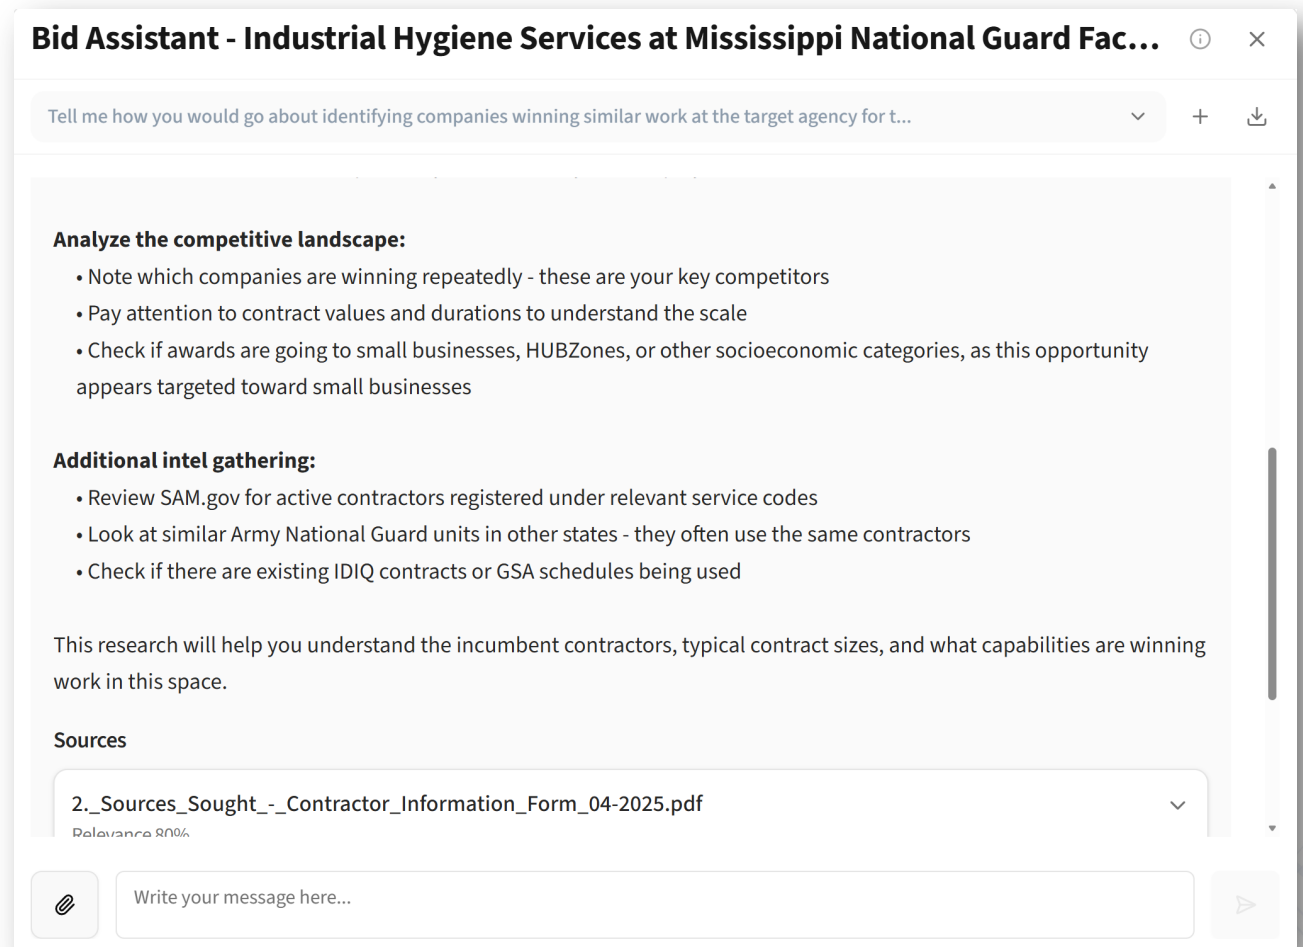 Bid Assistant - Industrial Hygiene Services at Mississippi National Guard Fac...
Tell me how you would go about identifying companies winning similar work at the target agency for t...
Analyze the competitive landscape:
• Note which companies are winning repeatedly - these are your key competitors
• Pay attention to contract values and durations to understand the scale
• Check if awards are going to small businesses, HUBZones, or other socioeconomic categories, as this opportunity
appears targeted toward small businesses
Additional intel gathering:
• Review SAM.gov for active contractors registered under relevant service codes
• Look at similar Army National Guard units in other states - they often use the same contractors
• Check if there are existing IDIQ contracts or GSA schedules being used
This research will help you understand the incumbent contractors, typical contract sizes, and what capabilities are winning
work in this space.
Sources
2._Sources_Sought_-_Contractor_Information_Form_04-2025.pdf
Relevance 80%
Write your message here...